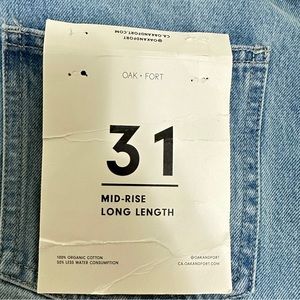 @OAKANDFORT
CA.OAKANDFORT.COM
OAK + FORT
31
MID-RISE
LONG LENGTH
100% ORGANIC COTTON
50% LESS WATER CONSUMPTION
@OAKANDFORT
CA.OAKANDFORT.COM